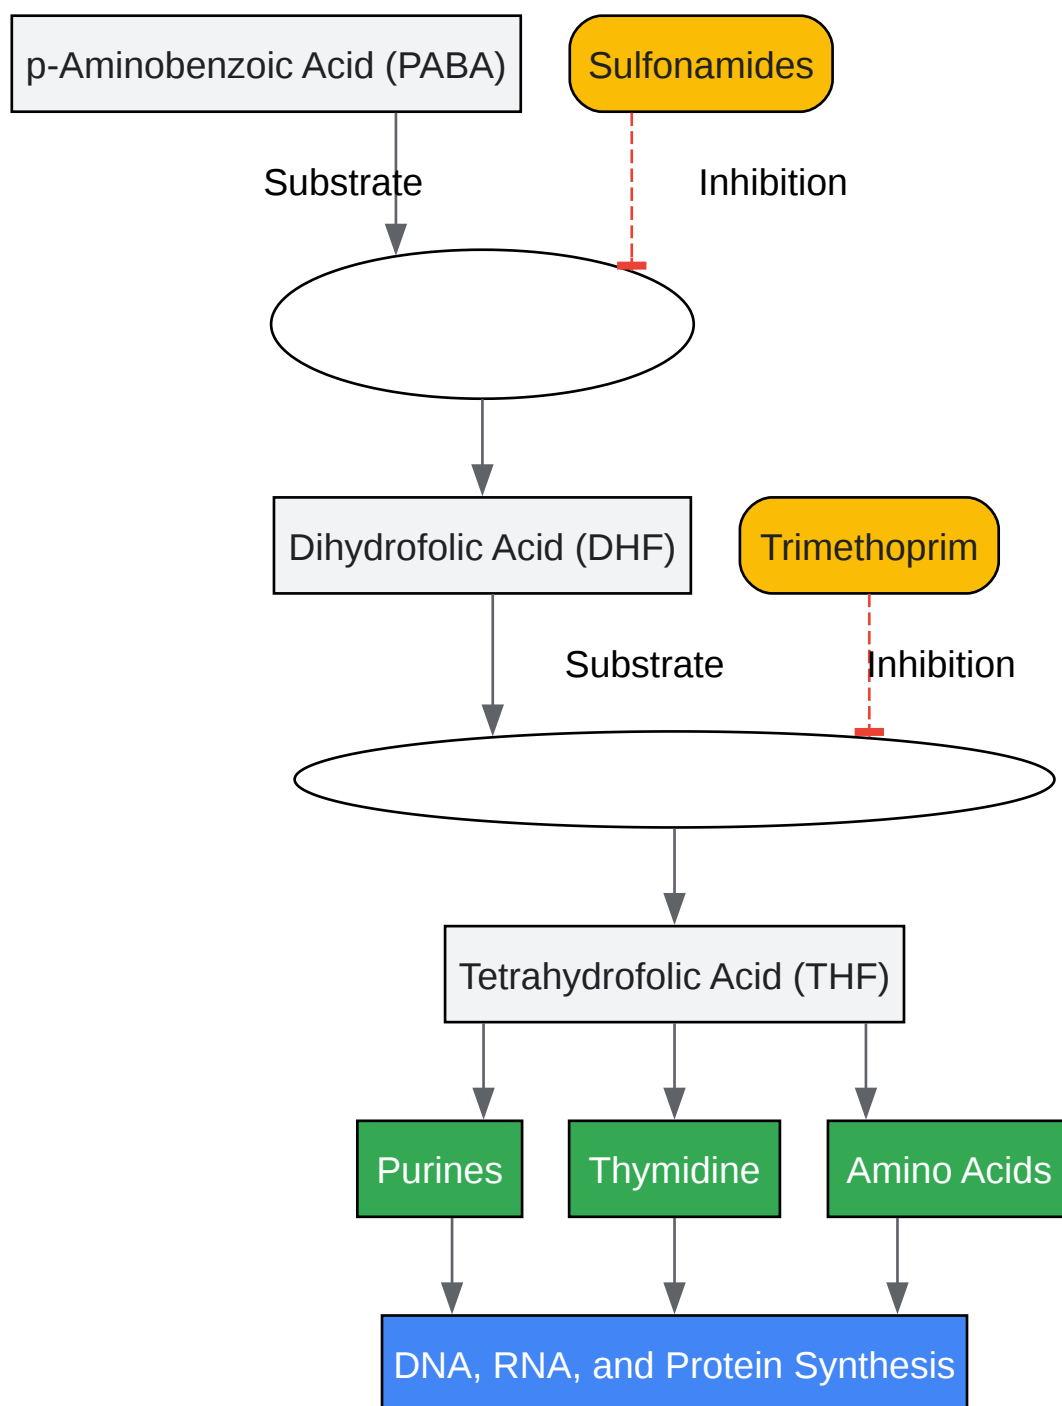 p-Aminobenzoic Acid (PABA)
Sulfonamides
Substrate
Inhibition
Dihydrofolic Acid (DHF)
Trimethoprim
Substrate
Inhibition
Tetrahydrofolic Acid (THF)
Purines
Thymidine
Amino Acids
DNA, RNA, and Protein Synthesis